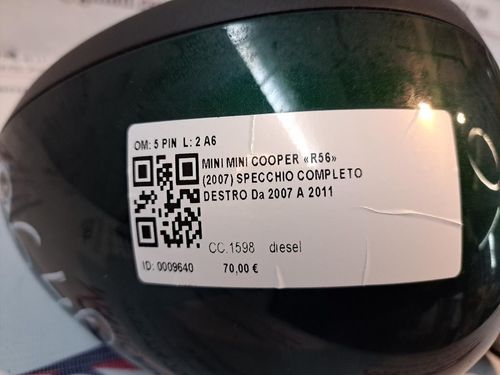 OM: 5 PIN L: 2 A6
MINI MINI COOPER «R56»
(2007) SPECCHIO COMPLETO
DESTRO Da 2007 A 2011
CC.1598 diesel
ID: 0009640 70,00 €